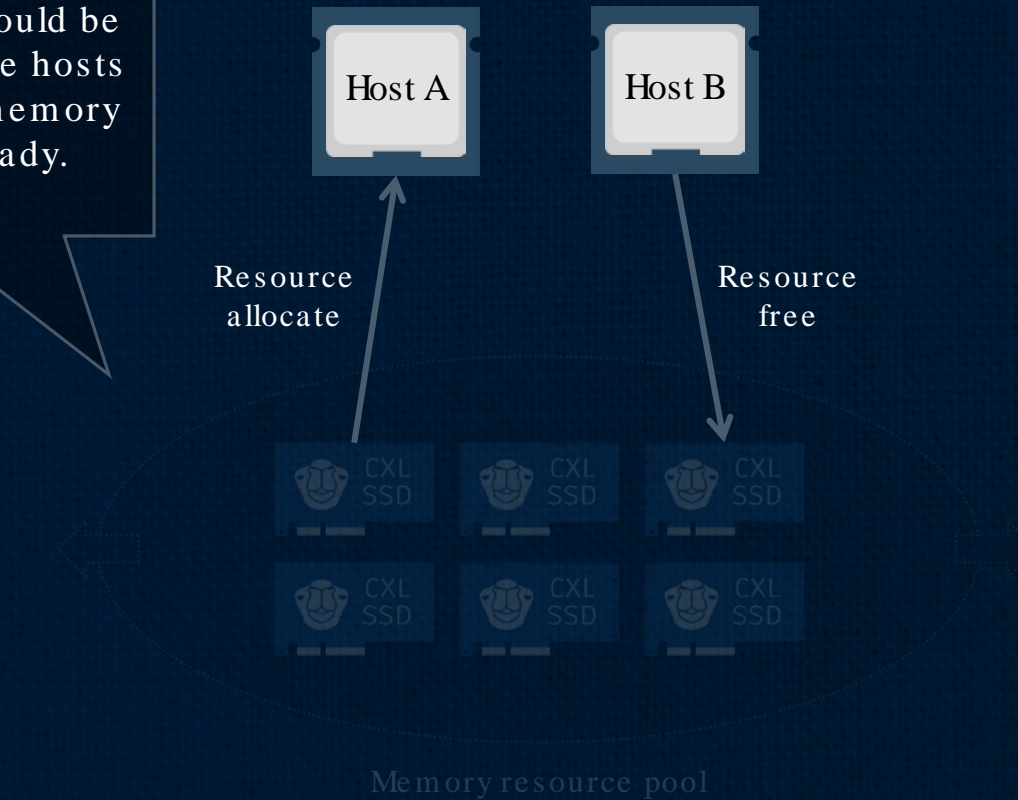 ould be
e hosts
emory
ady.
Host A
Host B
Resource
allocate
Resource
free
CXL
SSD
CXL
SSD
CXL
SSD
CXL
SSD
CXL
SSD
CXL
SSD
Memory resource pool